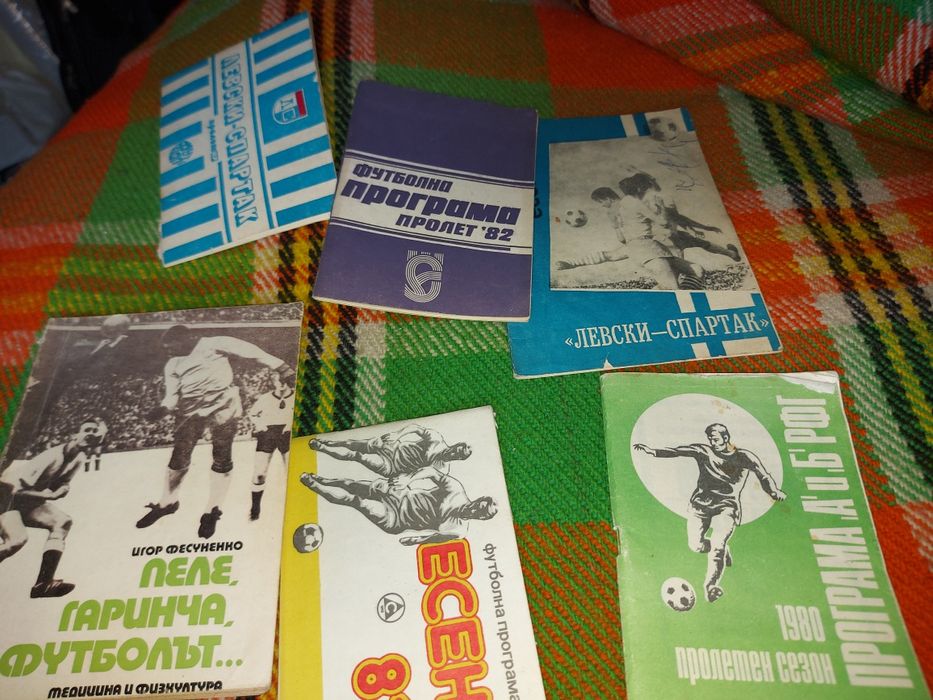 ЛЕВСКИ-СПАРТАК
ФУТБОЛНА
програма
ПРОЛЕТ '82
«ЛЕВСКИ—СПАРТАК»
ИГОР ФЕСУНЕНКО
ПЕЛЕ,
ГАРИНЧА,
ФУТБОЛЪТ...
МЕДИЦИНА И ФИЗКУЛТУРА
футболна програма
ЕСЕН
ПРОГРАМА „А" и „Б" РФГ
1980
пролетен сезон